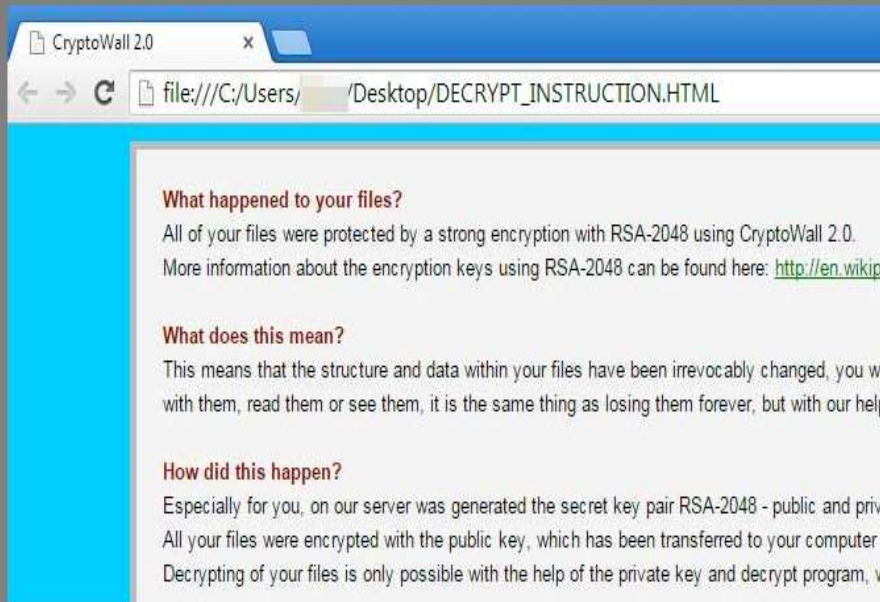 CryptoWall 2.0
file:///C:/Users/ /Desktop/DECRYPT_INSTRUCTION.HTML
What happened to your files?
All of your files were protected by a strong encryption with RSA-2048 using CryptoWall 2.0.
More information about the encryption keys using RSA-2048 can be found here: http://en.wikip
What does this mean?
This means that the structure and data within your files have been irrevocably changed, you w
with them, read them or see them, it is the same thing as losing them forever, but with our help
How did this happen?
Especially for you, on our server was generated the secret key pair RSA-2048 - public and priv
All your files were encrypted with the public key, which has been transferred to your computer
Decrypting of your files is only possible with the help of the private key and decrypt program,